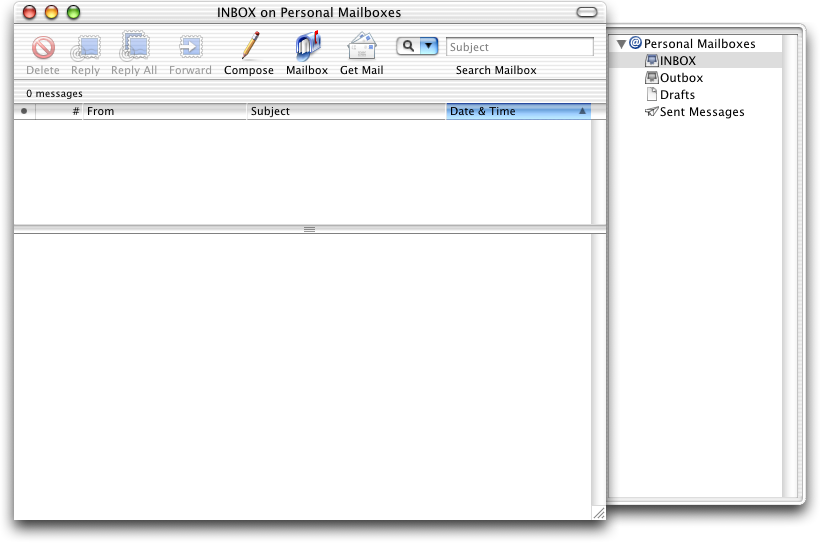 INBOX on Personal Mailboxes
Delete Reply Reply All Forward Compose Mailbox Get Mail Subject Search Mailbox
0 messages
# From Subject Date & Time
Personal Mailboxes
INBOX
Outbox
Drafts
Sent Messages